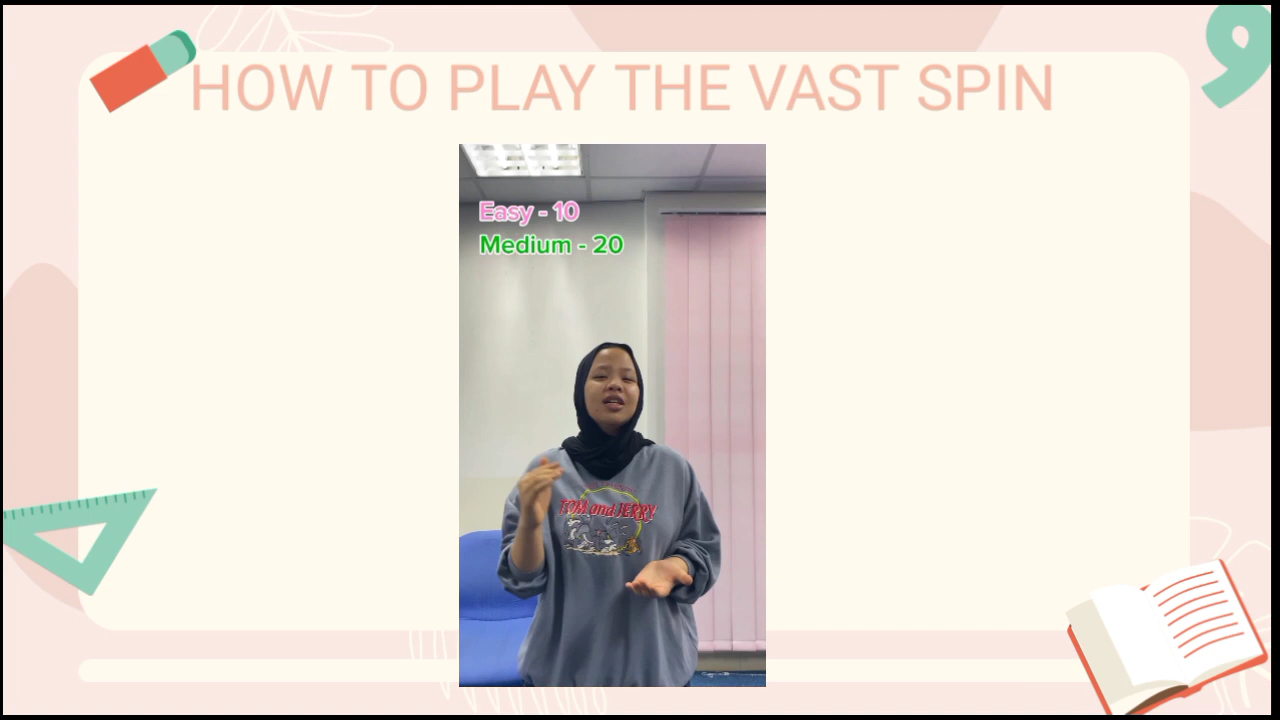 HOW TO PLAY THE VAST SPIN
Easy - 10
Medium - 20
TOM and JERRY